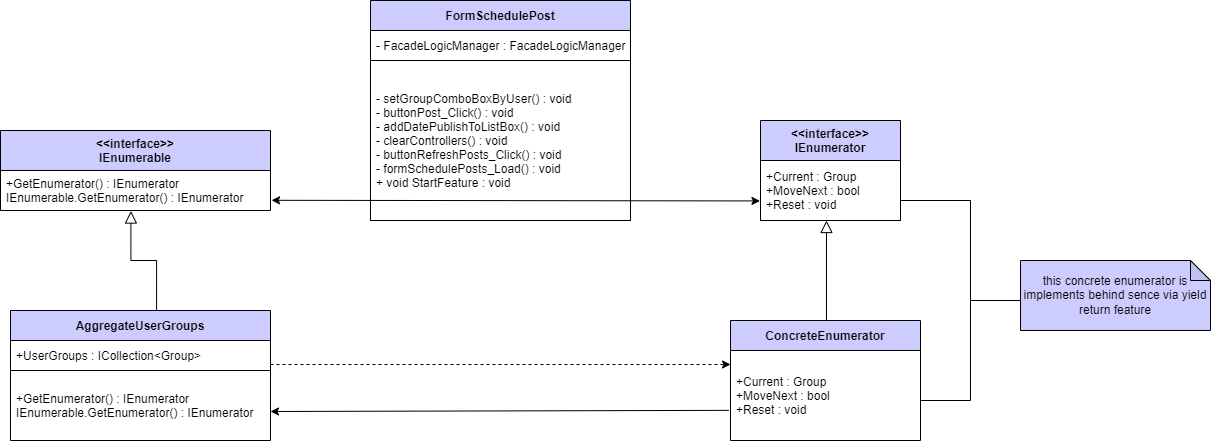 FormSchedulePost
- FacadeLogicManager : FacadeLogicManager
- setGroupComboBoxByUser() : void
- buttonPost_Click() : void
- addDatePublishToListBox() : void
- clearControllers() : void
- buttonRefreshPosts_Click() : void
- formSchedulePosts_Load() : void
+ void StartFeature : void
<<interface>>
IEnumerable
+GetEnumerator() : IEnumerator
IEnumerable.GetEnumerator() : IEnumerator
<<interface>>
IEnumerator
+Current : Group
+MoveNext : bool
+Reset : void
this concrete enumerator is
implements behind sence via yield
return feature
AggregateUserGroups
+UserGroups : ICollection<Group>
+GetEnumerator() : IEnumerator
IEnumerable.GetEnumerator() : IEnumerator
ConcreteEnumerator
+Current : Group
+MoveNext : bool
+Reset : void